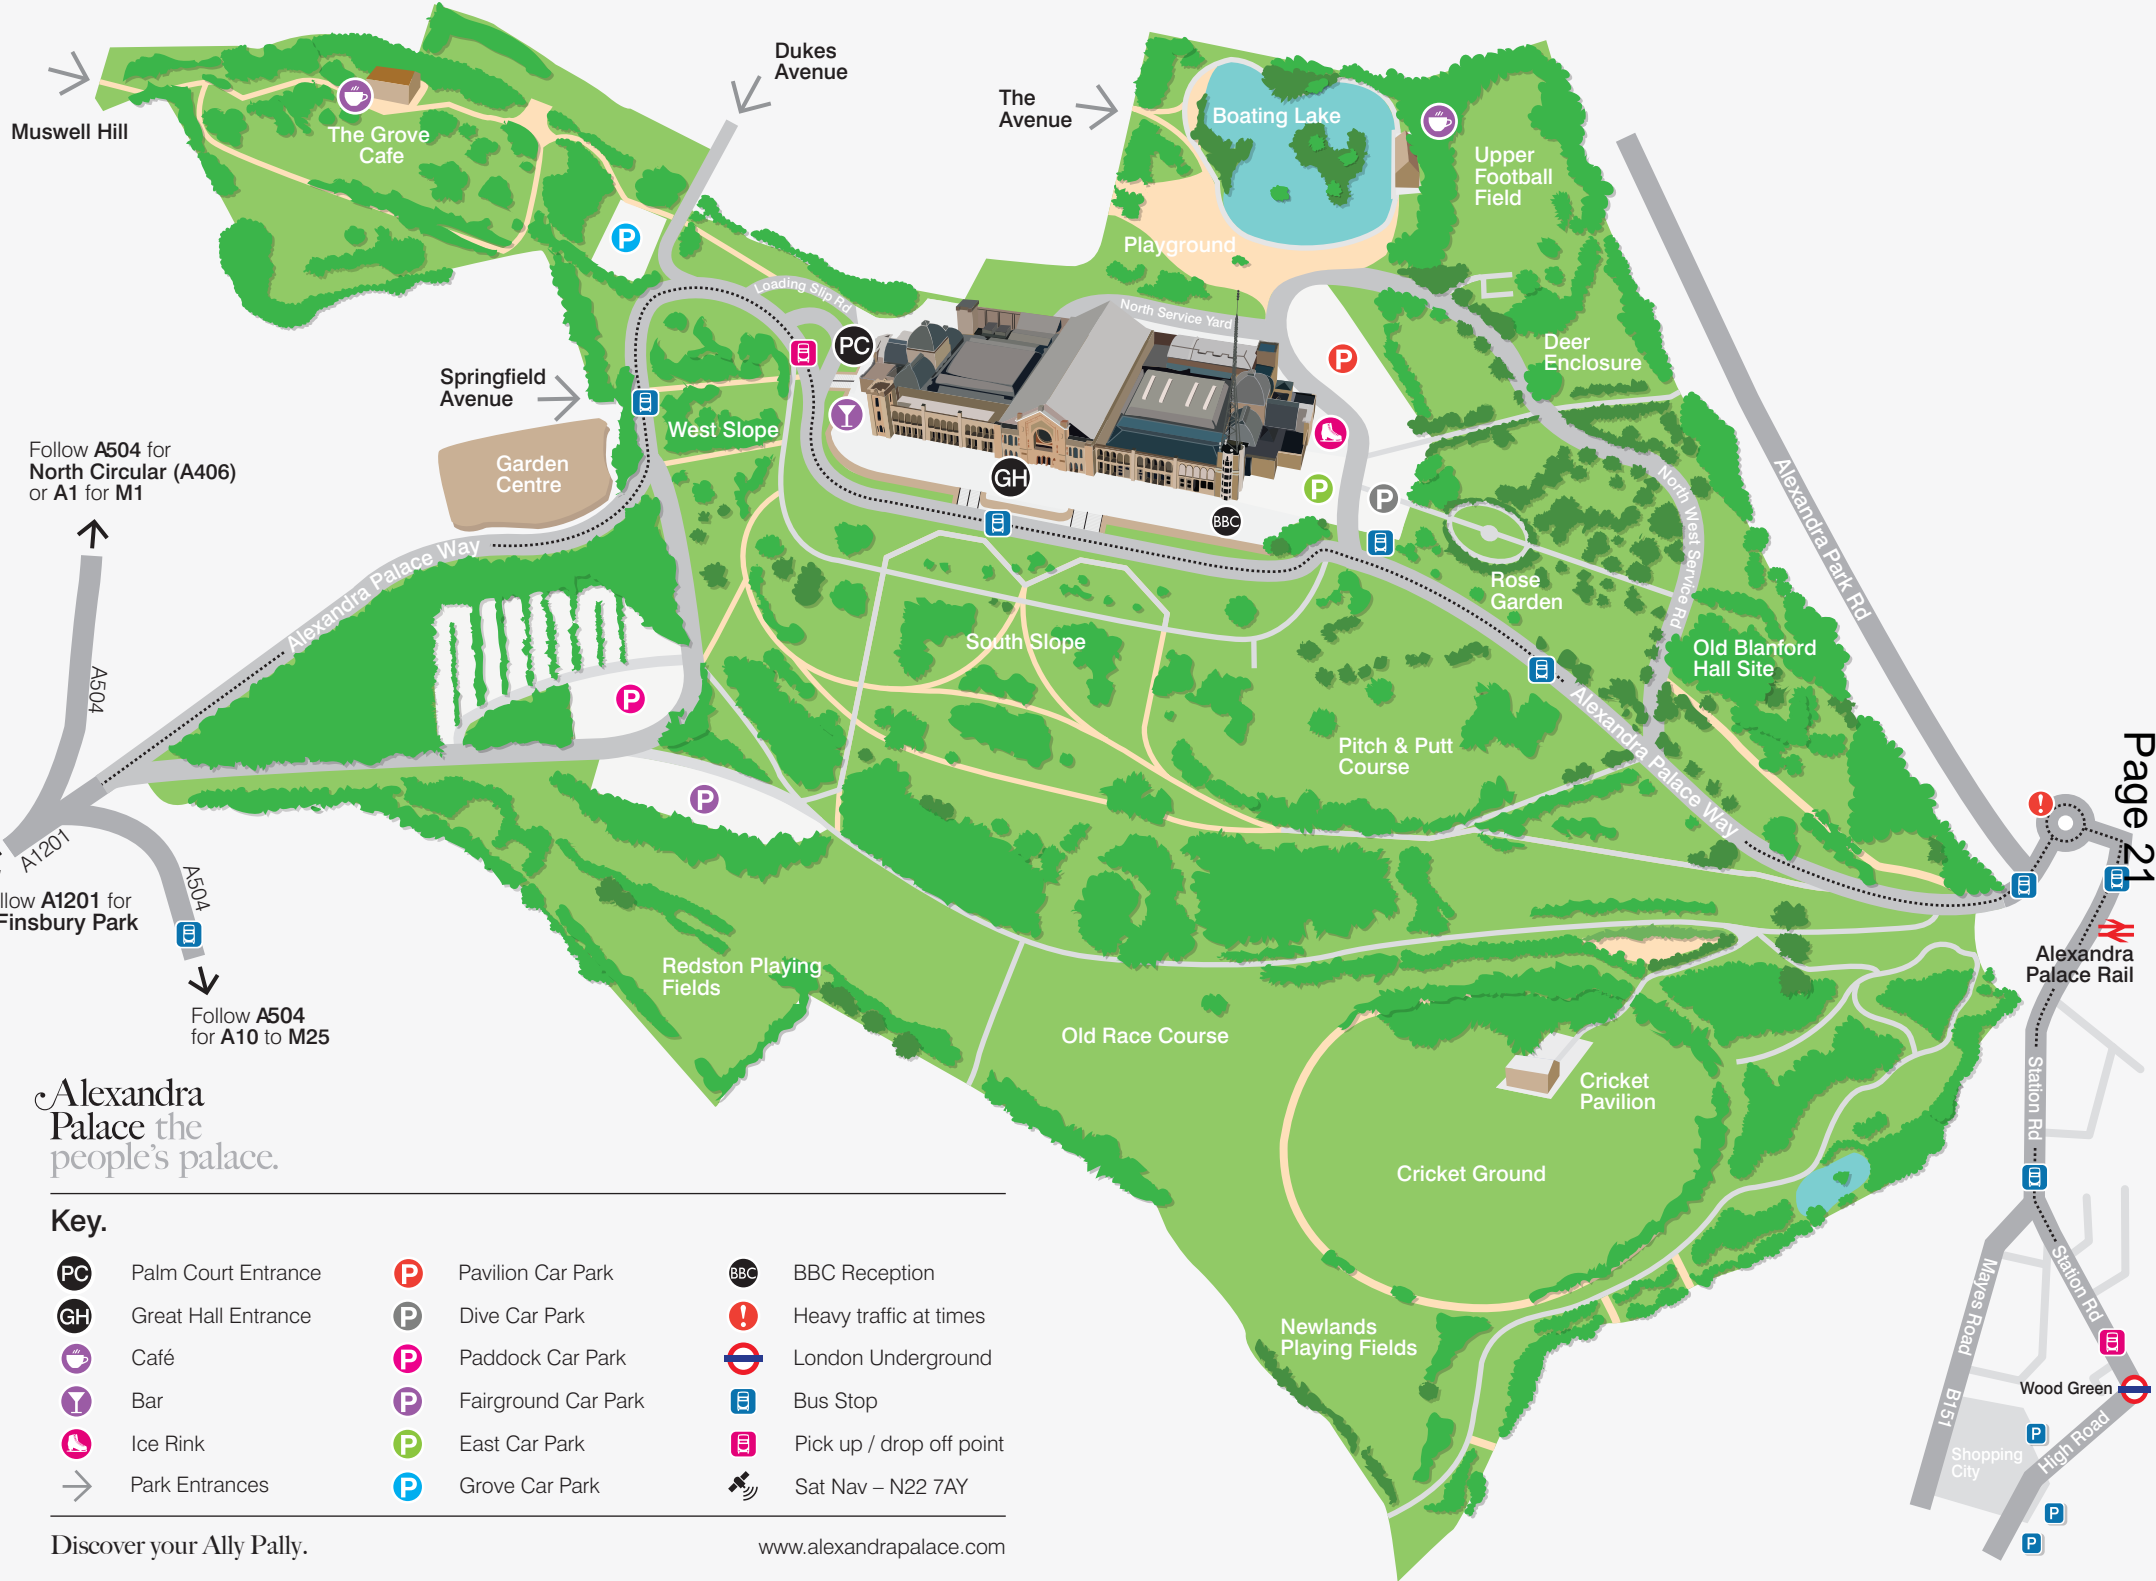 Muswell Hill
The Grove
Cafe
P
Dukes
Avenue
The
Avenue
Boating Lake
Upper
Football
Field
Playground
Loading Slip Rd
North Service Yard
PC
P
Deer
Enclosure
Springfield
Avenue
West Slope
Garden
Centre
GH
P
P
BBC
North West Service Rd
Alexandra Park Rd
Follow A504 for
North Circular (A406)
or A1 for M1
Alexandra Palace Way
Rose
Garden
South Slope
Old Blanford
Hall Site
A504
P
Alexandra Palace Way
Pitch & Putt
Course
P
!
Page 21
A1201
A504
llow A1201 for
Finsbury Park
Redston Playing
Fields
Alexandra
Palace Rail
Follow A504
for A10 to M25
Old Race Course
Cricket
Pavilion
Station Rd
Cricket Ground
Newlands
Playing Fields
Station Rd
Mayes Road
B151
Wood Green
Shopping
City
High Road
P
P
P
Alexandra
Palace the
people's palace.
Key.
PC Palm Court Entrance
GH Great Hall Entrance
Café
Bar
Ice Rink
Park Entrances
P Pavilion Car Park
P Dive Car Park
P Paddock Car Park
P Fairground Car Park
P East Car Park
P Grove Car Park
BBC BBC Reception
! Heavy traffic at times
London Underground
Bus Stop
Pick up / drop off point
Sat Nav – N22 7AY
Discover your Ally Pally.
www.alexandrapalace.com